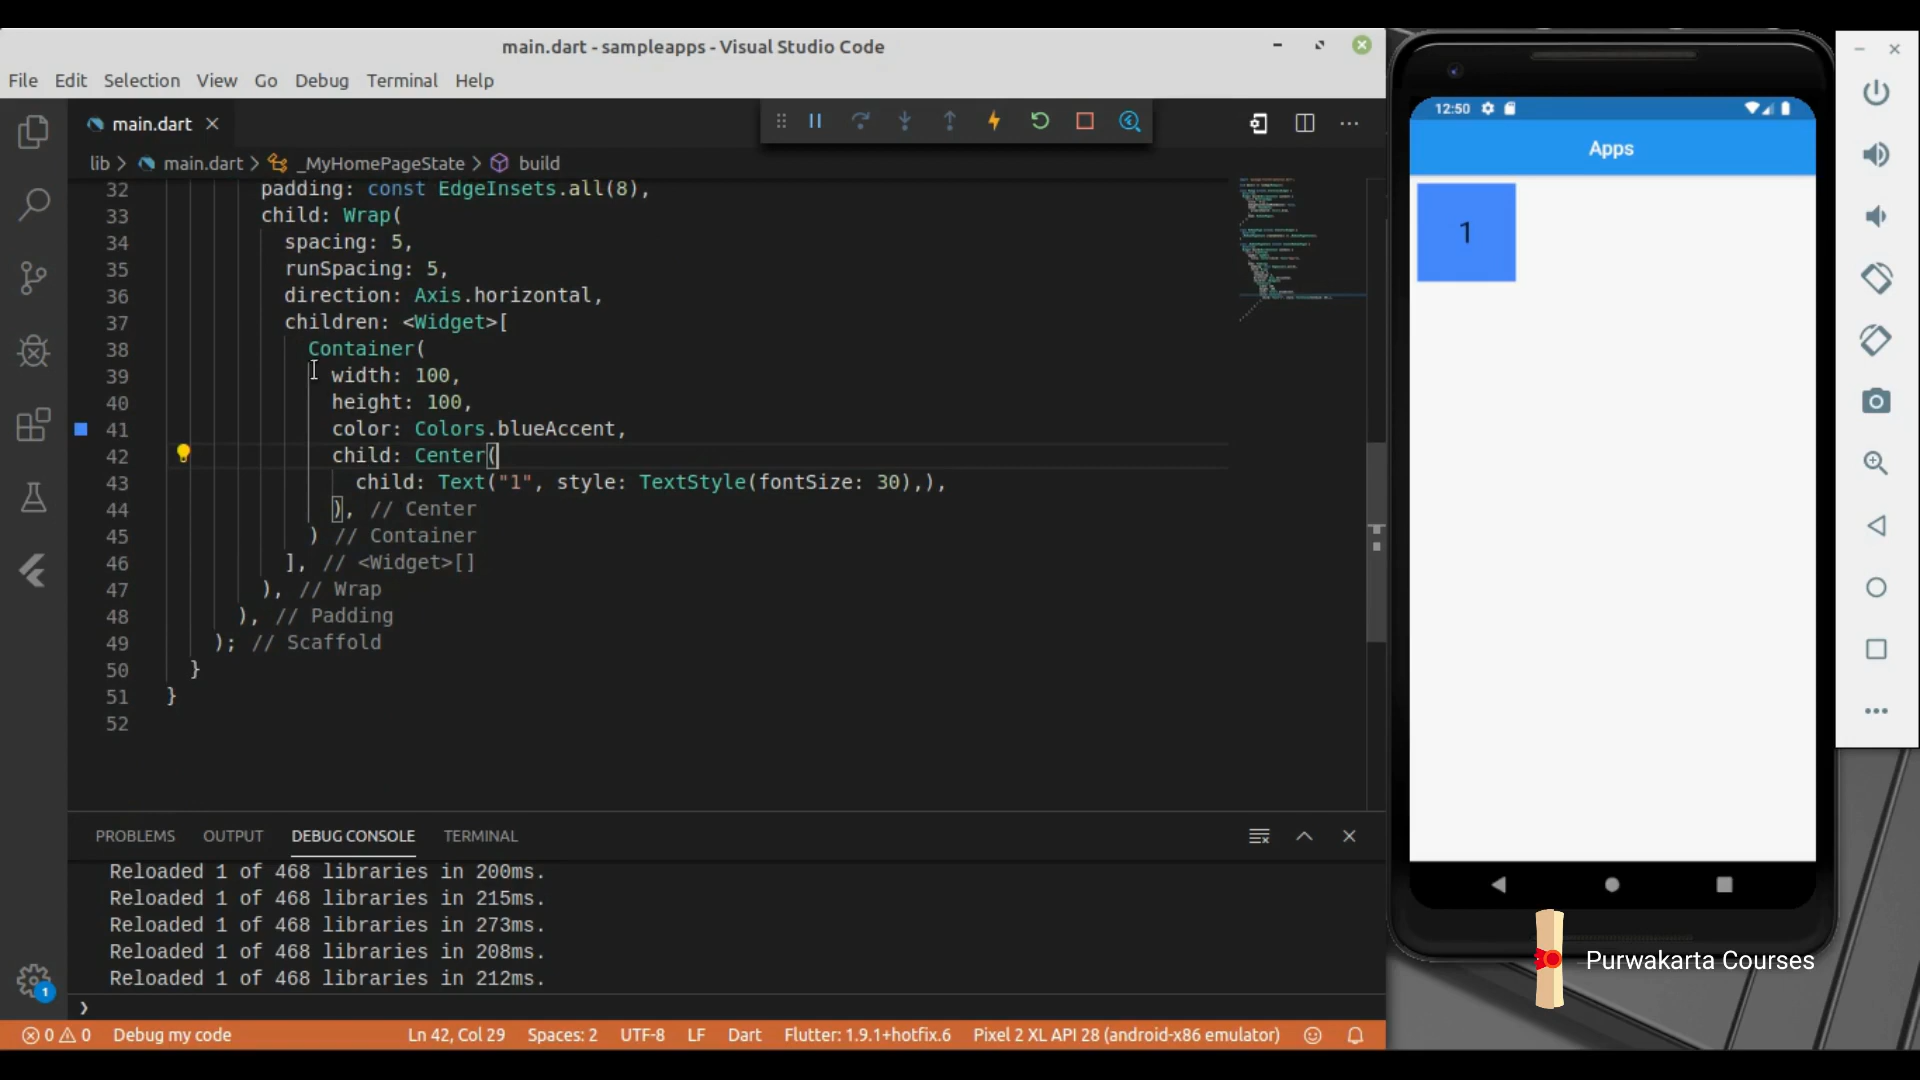 main.dart - sampleapps - Visual Studio Code
File Edit Selection View Go Debug Terminal Help
main.dart
lib > main.dart > _MyHomePageState > build
32 padding: const EdgeInsets.all(8),
33 child: Wrap(
34 spacing: 5,
35 runSpacing: 5,
36 direction: Axis.horizontal,
37 children: <Widget>[
38 Container(
39 width: 100,
40 height: 100,
41 color: Colors.blueAccent,
42 child: Center(
43 child: Text("1", style: TextStyle(fontSize: 30),),
44 ), // Center
45 ) // Container
46 ], // <Widget>[]
47 ), // Wrap
48 ), // Padding
49 ); // Scaffold
50 }
51 }
52
PROBLEMS OUTPUT DEBUG CONSOLE TERMINAL
Reloaded 1 of 468 libraries in 200ms.
Reloaded 1 of 468 libraries in 215ms.
Reloaded 1 of 468 libraries in 273ms.
Reloaded 1 of 468 libraries in 208ms.
Reloaded 1 of 468 libraries in 212ms.
1
0 0 Debug my code Ln 42, Col 29 Spaces: 2 UTF-8 LF Dart Flutter: 1.9.1+hotfix.6 Pixel 2 XL API 28 (android-x86 emulator)
12:50
Apps
1
Purwakarta Courses